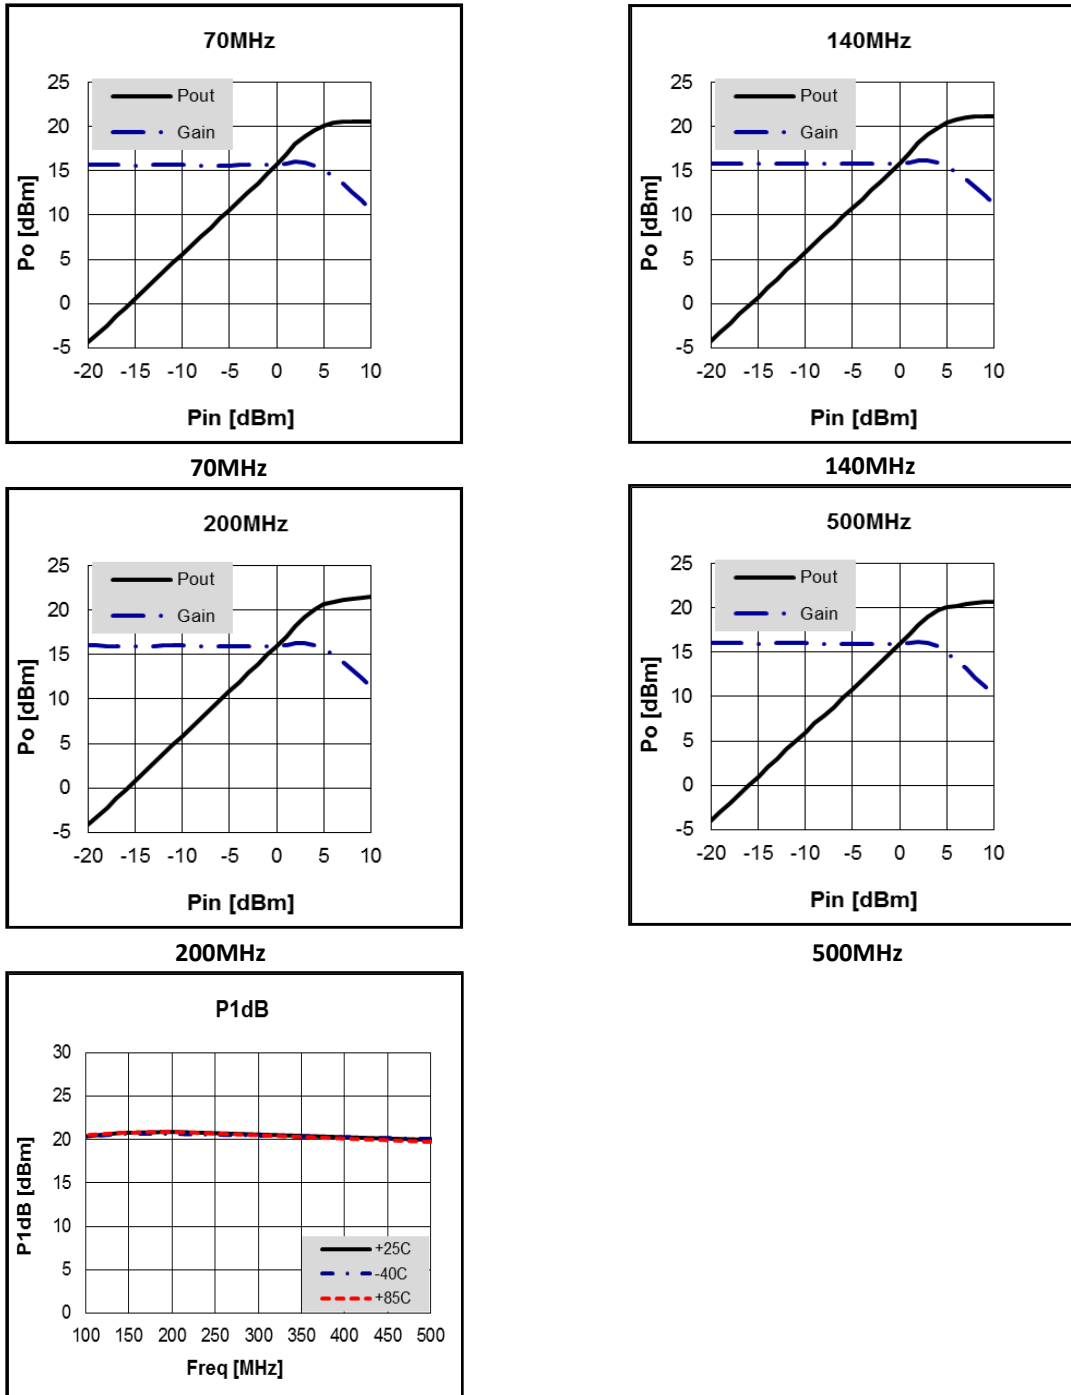 70MHz
25
20
15
10
5
0
-5
Po [dBm]
Pout
Gain
-20 -15 -10 -5 0 5 10
Pin [dBm]
70MHz
140MHz
25
20
15
10
5
0
-5
Po [dBm]
Pout
Gain
-20 -15 -10 -5 0 5 10
Pin [dBm]
140MHz
200MHz
25
20
15
10
5
0
-5
Po [dBm]
Pout
Gain
-20 -15 -10 -5 0 5 10
Pin [dBm]
200MHz
500MHz
25
20
15
10
5
0
-5
Po [dBm]
Pout
Gain
-20 -15 -10 -5 0 5 10
Pin [dBm]
500MHz
P1dB
30
25
20
15
10
5
0
P1dB [dBm]
+25C
-40C
+85C
100 150 200 250 300 350 400 450 500
Freq [MHz]